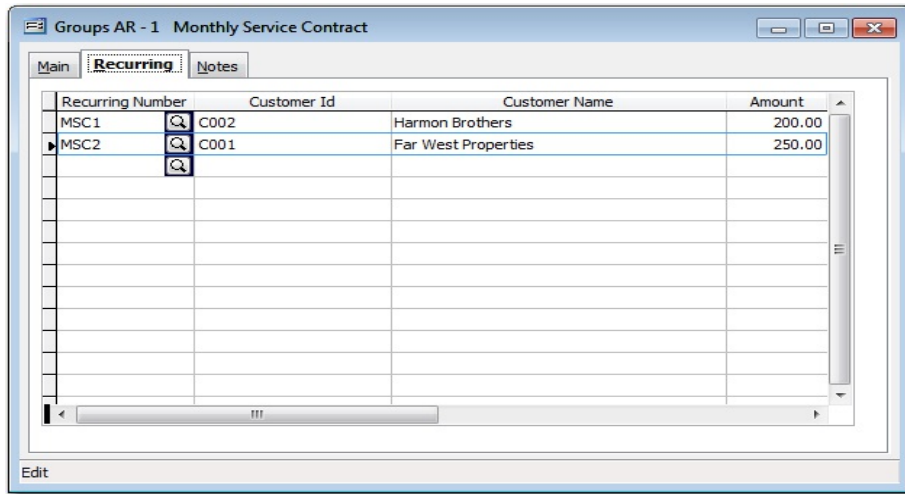 Groups AR - 1 Monthly Service Contract
Main Recurring Notes
Recurring Number Customer Id Customer Name Amount
MSC1 C002 Harmon Brothers 200.00
MSC2 C001 Far West Properties 250.00
Edit